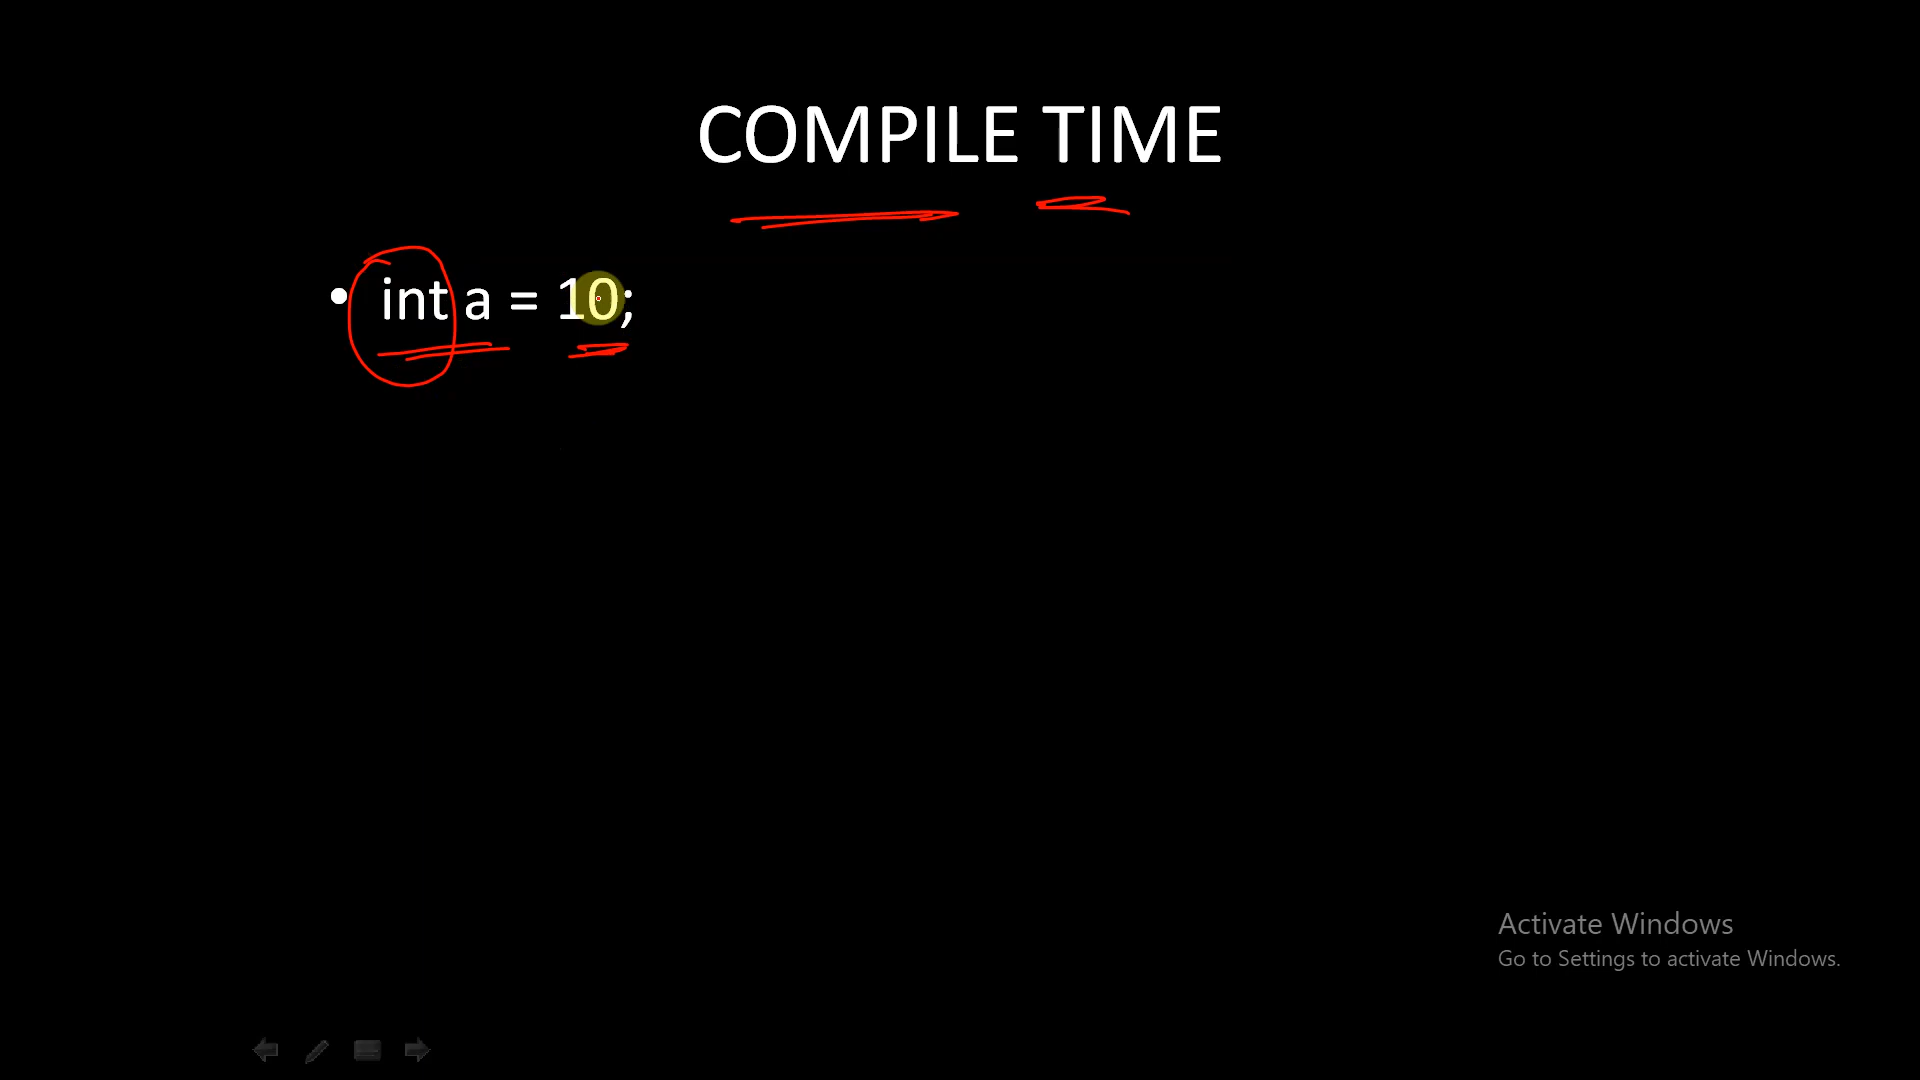 COMPILE TIME
• int a = 10;
Activate Windows
Go to Settings to activate Windows.